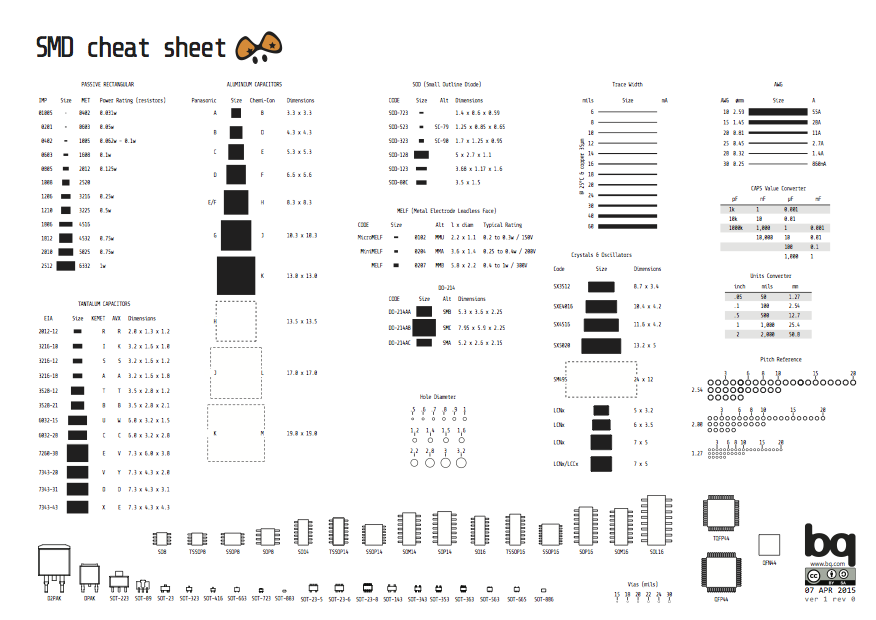 SMD cheat sheet
PASSIVE RECTANGULAR
IMP Size MET Power Rating (resistors)
01005 0402 0.031w
0201 0603 0.05w
0402 1005 0.062w - 0.1w
0603 1608 0.1w
0805 2012 0.125w
1008 2520
1206 3216 0.25w
1210 3225 0.5w
1806 4516
1812 4532 0.75w
2010 5025 0.75w
2512 6332 1w
TANTALUM CAPACITORS
EIA Size KEMET AVX Dimensions
2012-12 R R 2.0 x 1.3 x 1.2
3216-10 I K 3.2 x 1.6 x 1.0
3216-12 S S 3.2 x 1.6 x 1.2
3216-18 A A 3.2 x 1.6 x 1.8
3528-12 T T 3.5 x 2.8 x 1.2
3528-21 B B 3.5 x 2.8 x 2.1
6032-15 U W 6.0 x 3.2 x 1.5
6032-28 C C 6.0 x 3.2 x 2.8
7260-38 E V 7.3 x 6.0 x 3.8
7343-20 V Y 7.3 x 4.3 x 2.0
7343-31 D D 7.3 x 4.3 x 3.1
7343-43 X E 7.3 x 4.3 x 4.3
ALUMINIUM CAPACITORS
Panasonic Size Chemi-Con Dimensions
A B 3.3 x 3.3
B D 4.3 x 4.3
C E 5.3 x 5.3
D F 6.6 x 6.6
E/F H 8.3 x 8.3
G J 10.3 x 10.3
K 13.0 x 13.0
H 13.5 x 13.5
J L 17.0 x 17.0
K M 19.0 x 19.0
SOD (Small Outline Diode)
CODE Size Alt Dimensions
SOD-723 1.4 x 0.6 x 0.59
SOD-523 SC-79 1.25 x 0.85 x 0.65
SOD-323 SC-90 1.7 x 1.25 x 0.95
SOD-128 5 x 2.7 x 1.1
SOD-123 3.68 x 1.17 x 1.6
SOD-80C 3.5 x 1.5
MELF (Metal Electrode Leadless Face)
CODE Size Alt l x diam Typical Rating
MicroMELF 0102 MMU 2.2 x 1.1 0.2 to 0.3w / 150V
MiniMELF 0204 MMA 3.6 x 1.4 0.25 to 0.4w / 200V
MELF 0207 MMB 5.8 x 2.2 0.4 to 1w / 300V
DO-214
CODE Size Alt Dimensions
DO-214AA SMB 5.3 x 3.6 x 2.25
DO-214AB SMC 7.95 x 5.9 x 2.25
DO-214AC SMA 5.2 x 2.6 x 2.15
Hole Diameter
.5 .6 .7 .8 .9 1
1.2 1.4 1.5 1.6
2.2 2.8 3 3.2
Trace Width
mils Size mA
@ 25°C & copper 35µm
6
8
10
12
14
16
18
20
24
30
40
60
Crystals & Oscillators
Code Size Dimensions
SX3512 8.7 x 3.4
SXE4016 10.4 x 4.2
SX4516 11.6 x 4.2
SX5020 13.2 x 5
SM49S 24 x 12
LCNx 5 x 3.2
LCNx 6 x 3.5
LCNx 7 x 5
LCNx/LCCx 7 x 5
AWG
AWG ømm Size A
10 2.59 55A
15 1.45 28A
20 0.81 11A
25 0.45 2.7A
28 0.32 1.4A
30 0.25 860mA
CAPS Value Converter
pF nF µF mF
1k 1 0.001
10k 10 0.01
1000k 1,000 1 0.001
10,000 10 0.01
100 0.1
1,000 1
Units Converter
inch mils mm
.05 50 1.27
.1 100 2.54
.5 500 12.7
1 1,000 25.4
2 2,000 50.8
Pitch Reference
3 6 8 10 15 20
2.54
3 6 8 10 15 20
2.00
3 6 8 10 15 20
1.27
SO8 TSSOP8 SSOP8 SOP8 SO14 TSSOP14 SSOP14 SOM14 SOP14 SO16 TSSOP16 SSOP16 SOP16 SOM16 SOL16
TQFP44
QFN44
QFP44
D2PAK DPAK SOT-223 SOT-89 SOT-23 SOT-323 SOT-416 SOT-663 SOT-723 SOT-883 SOT-23-5 SOT-23-6 SOT-23-8 SOT-143 SOT-343 SOT-353 SOT-363 SOT-563 SOT-665 SOT-886
Vias (mils)
15 18 20 22 24 30
bq
www.bq.com
cc BY SA
07 APR 2015
ver 1 rev 0